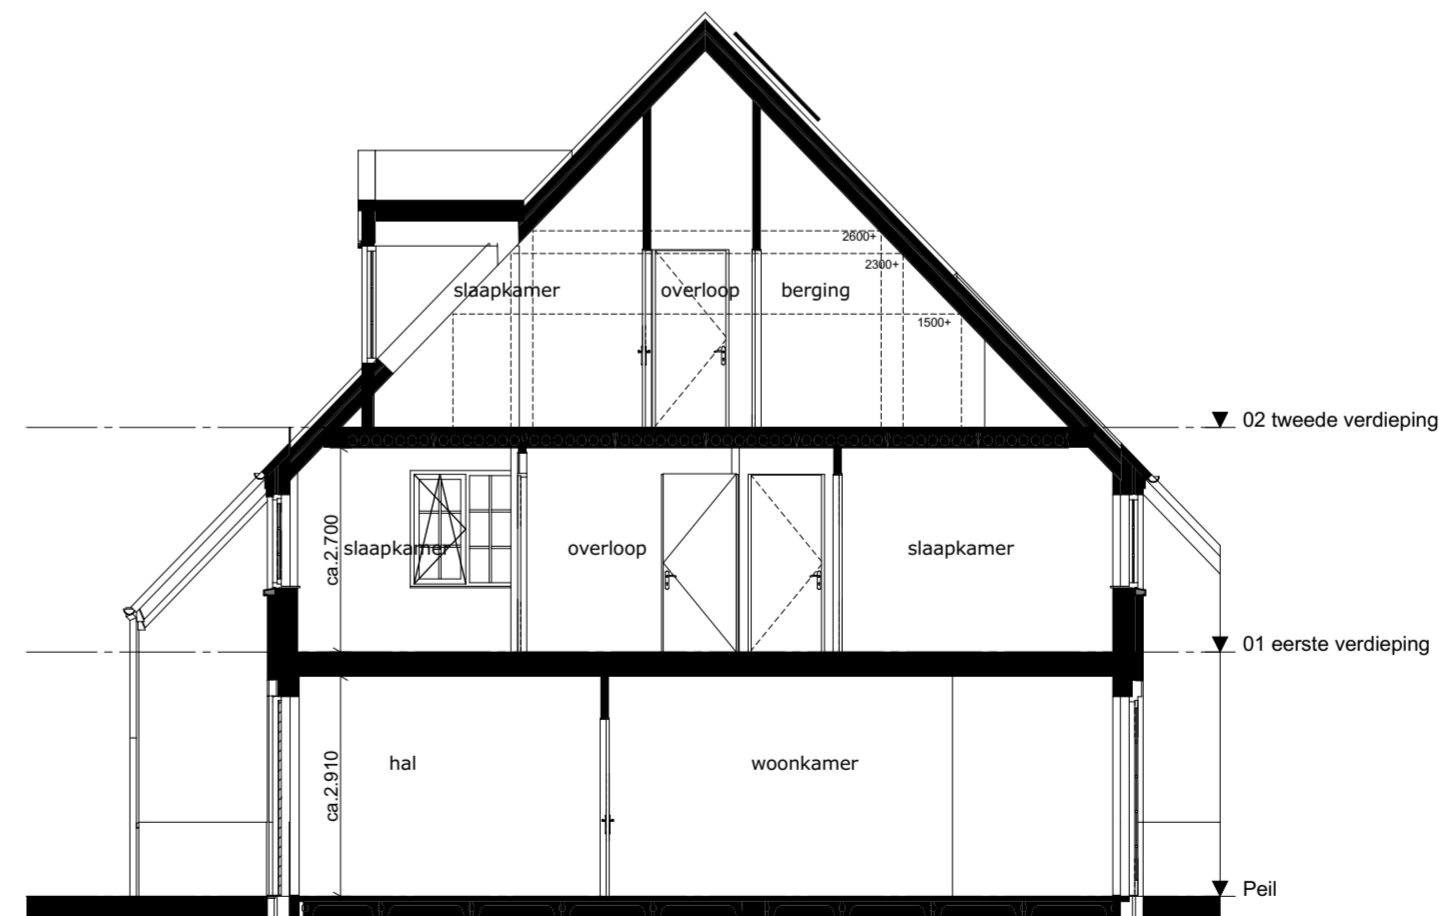 2600+
2300+
slaapkamer
overloop
berging
1500+
02 tweede verdieping
ca.2.700
slaapkamer
overloop
slaapkamer
01 eerste verdieping
ca.2.910
hal
woonkamer
Peil